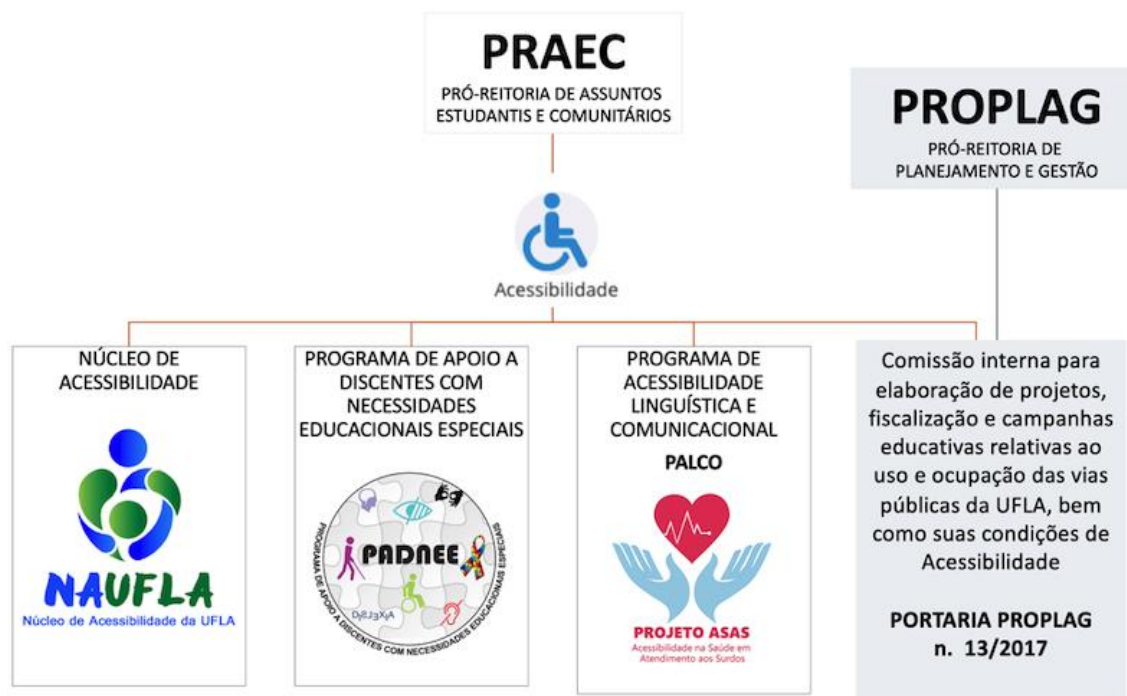 PRAEC
PRÓ-REITORIA DE ASSUNTOS
ESTUDANTIS E COMUNITÁRIOS
PROPLAG
PRÓ-REITORIA DE
PLANEJAMENTO E GESTÃO
Acessibilidade
NÚCLEO DE
ACESSIBILIDADE
NAUFLA
Núcleo de Acessibilidade da UFLA
PROGRAMA DE APOIO A
DISCENTES COM
NECESSIDADES
EDUCACIONAIS ESPECIAIS
PADNEE
DISLEXIA
PROGRAMA DE APOIO A DISCENTES COM NECESSIDADES EDUCACIONAIS ESPECIAIS
PROGRAMA DE
ACESSIBILIDADE
LINGUÍSTICA E
COMUNICACIONAL
PALCO
PROJETO ASAS
Acessibilidade na Saúde em
Atendimento aos Surdos
Comissão interna para
elaboração de projetos,
fiscalização e campanhas
educativas relativas ao
uso e ocupação das vias
públicas da UFLA, bem
como suas condições de
Acessibilidade
PORTARIA PROPLAG
n. 13/2017